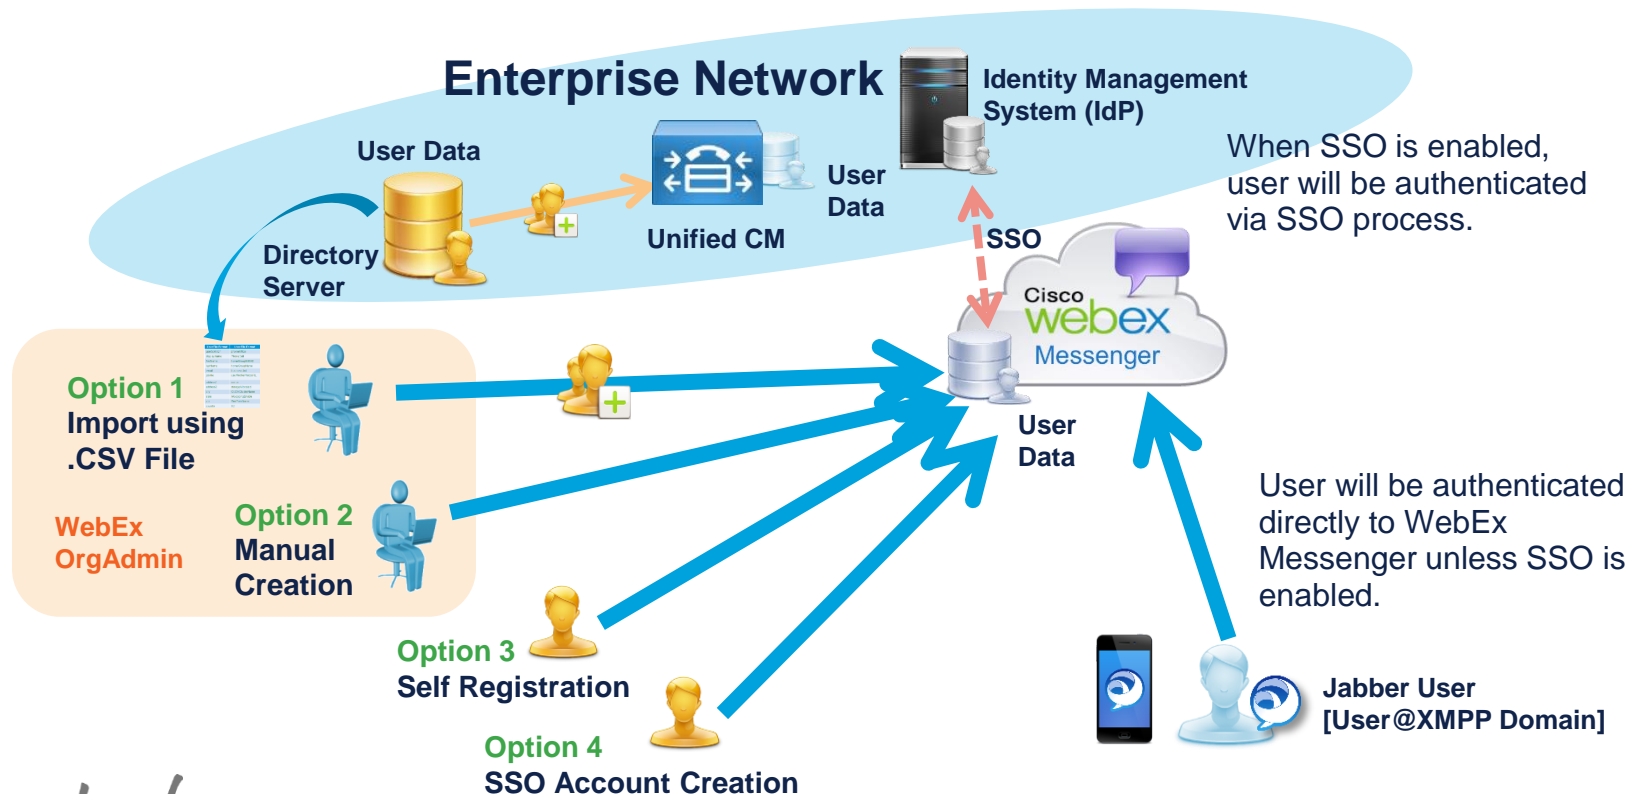 Enterprise Network
Identity Management
System (IdP)
User Data
User
Data
Unified CM
Directory
Server
SSO
When SSO is enabled,
user will be authenticated
via SSO process.
Cisco
webex
Messenger
User
Data
Option 1
Import using
.CSV File
WebEx
OrgAdmin
Option 2
Manual
Creation
Option 3
Self Registration
Option 4
SSO Account Creation
User will be authenticated
directly to WebEx
Messenger unless SSO is
enabled.
Jabber User
[User@XMPP Domain]